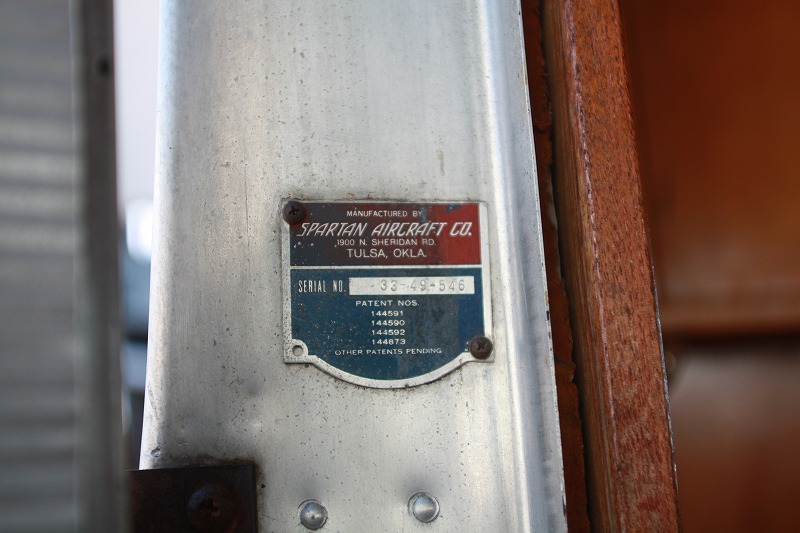 MANUFACTURED BY
SPARTAN AIRCRAFT CO.
1900 N. SHERIDAN RD.
TULSA, OKLA.
SERIAL NO. 33-49-546
PATENT NOS.
144591
144590
144592
144873
OTHER PATENTS PENDING